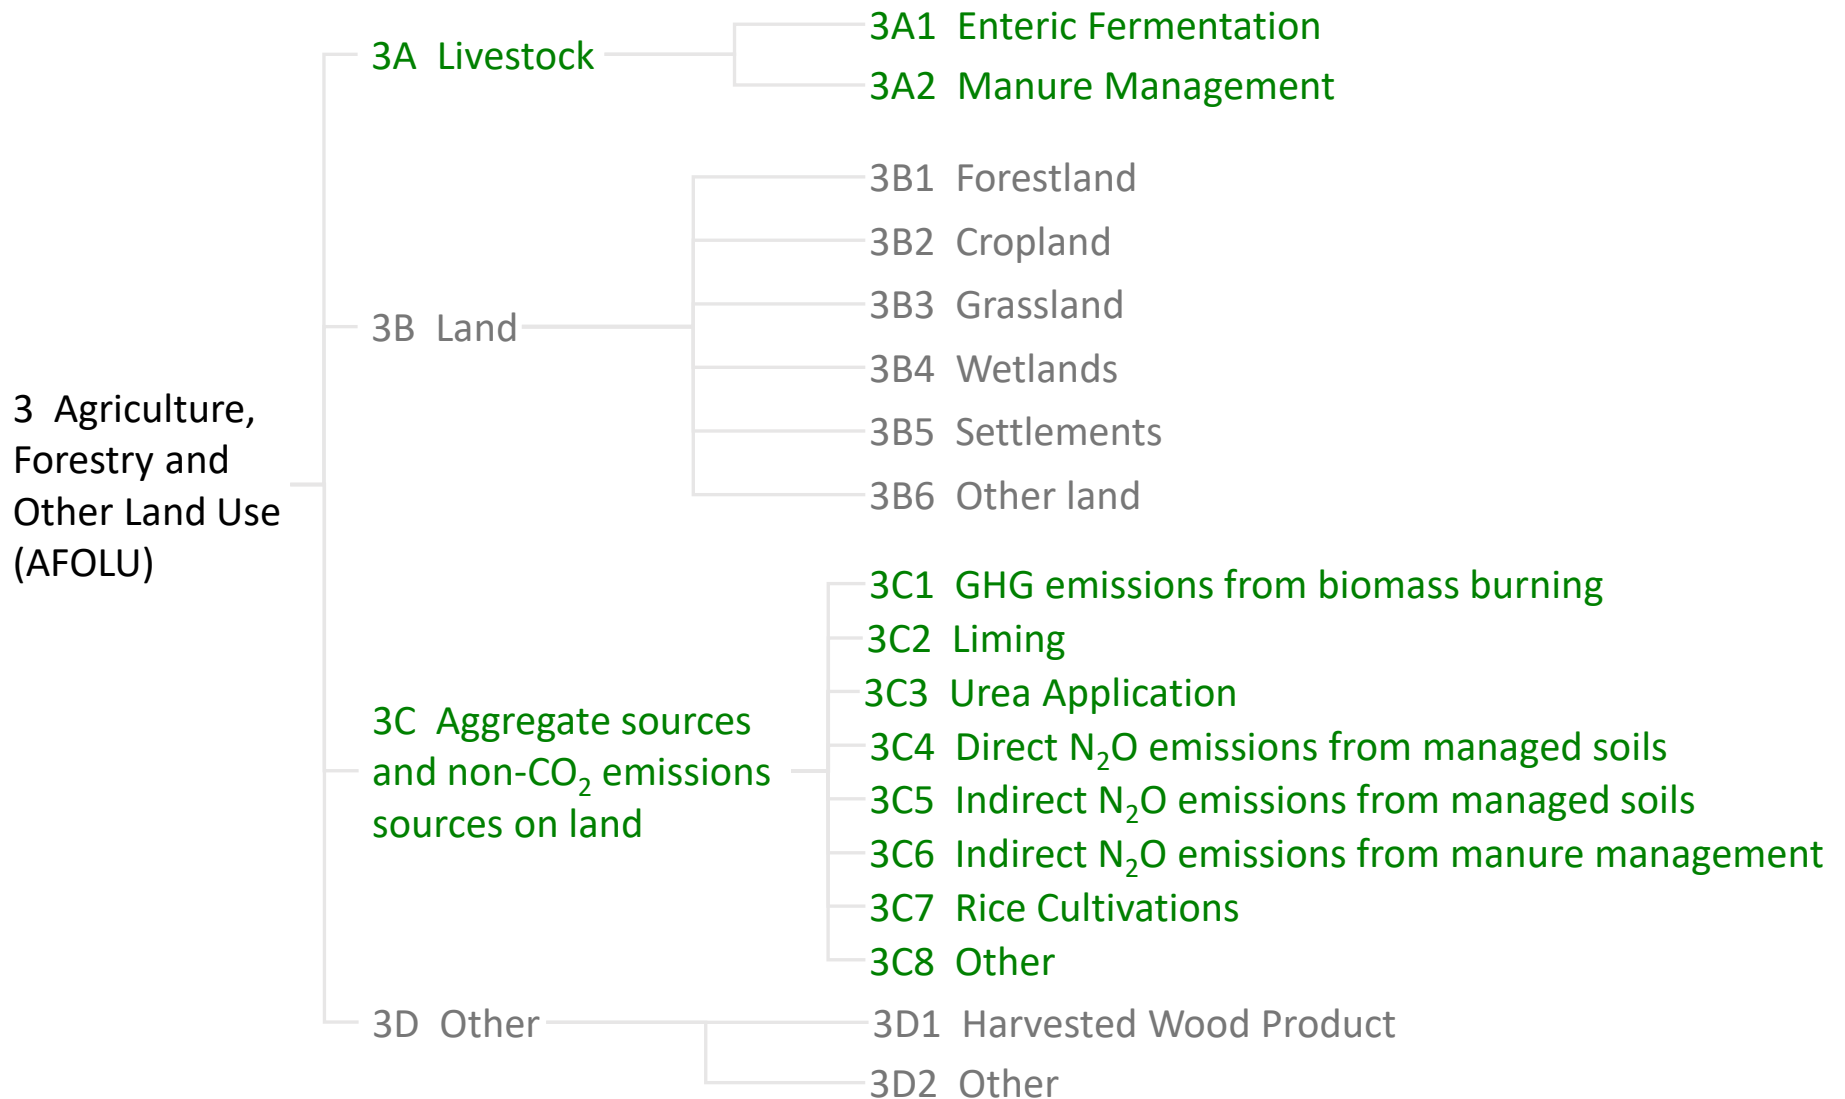 3 Agriculture,
Forestry and
Other Land Use
(AFOLU)
3A Livestock
3A1 Enteric Fermentation
3A2 Manure Management
3B Land
3B1 Forestland
3B2 Cropland
3B3 Grassland
3B4 Wetlands
3B5 Settlements
3B6 Other land
3C Aggregate sources
and non-CO₂ emissions
sources on land
3C1 GHG emissions from biomass burning
3C2 Liming
3C3 Urea Application
3C4 Direct N₂O emissions from managed soils
3C5 Indirect N₂O emissions from managed soils
3C6 Indirect N₂O emissions from manure management
3C7 Rice Cultivations
3C8 Other
3D Other
3D1 Harvested Wood Product
3D2 Other